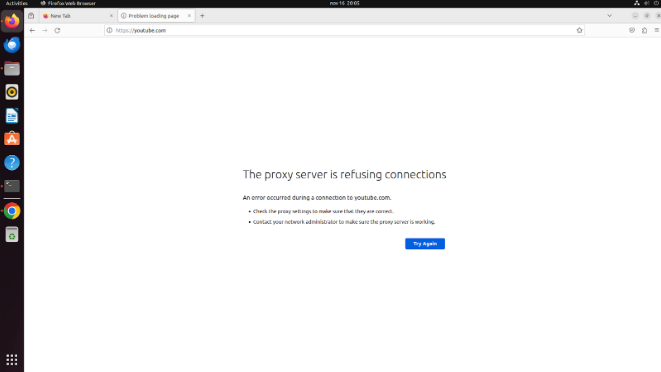 Activities
Firefox Web Browser
nov 14 20:05
New Tab
Problem loading page
https://youtube.com
The proxy server is refusing connections
An error occurred during a connection to youtube.com.
Check the proxy settings to make sure that they are correct.
Contact your network administrator to make sure the proxy server is working.
Try Again